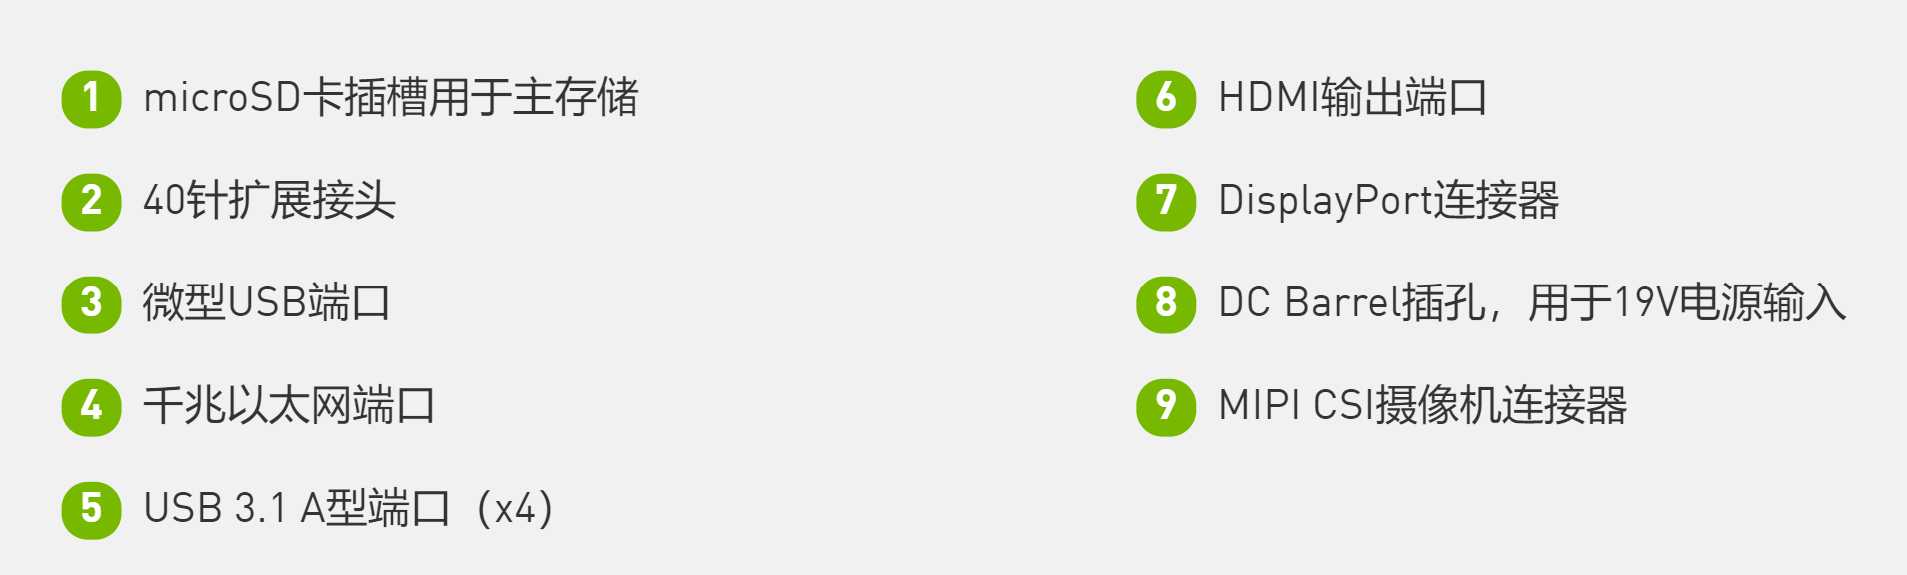 1 microSD卡插槽用于主存储
2 40针扩展接头
3 微型USB端口
4 千兆以太网端口
5 USB 3.1 A型端口（x4）
6 HDMI输出端口
7 DisplayPort连接器
8 DC Barrel插孔，用于19V电源输入
9 MIPI CSI摄像机连接器